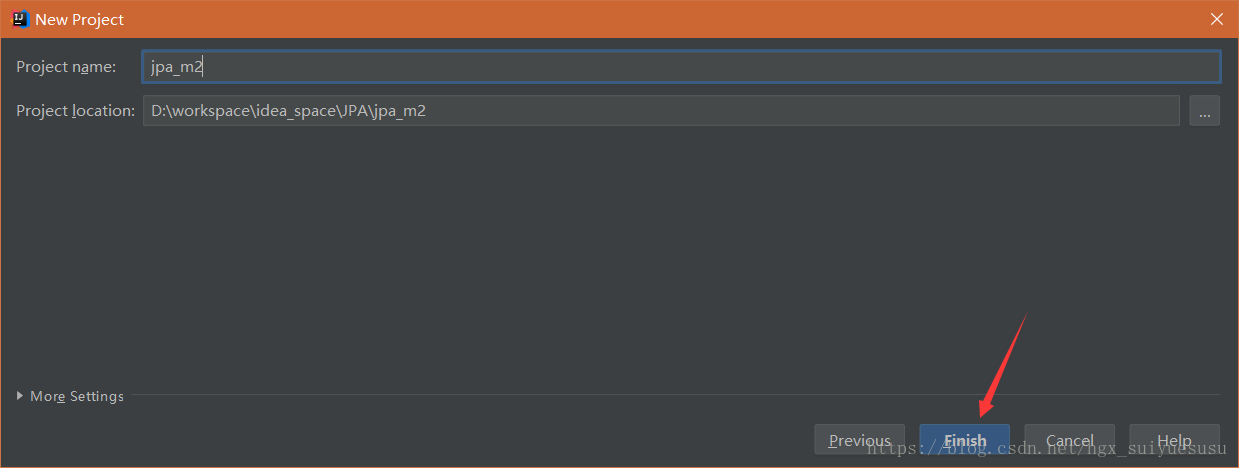 New Project
Project name: jpa_m2
Project location: D:\workspace\idea_space\JPA\jpa_m2 ...
More Settings
Previous Finish Cancel Help
https://blog.csdn.net/hgx_suiyuesusu